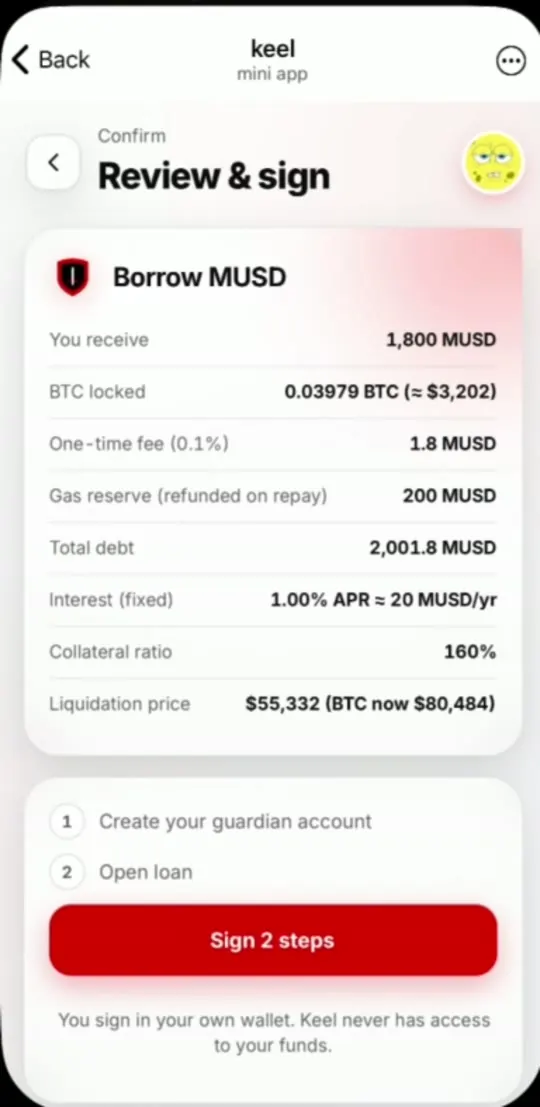 Back
keel
mini app
Confirm
Review & sign
Borrow MUSD
You receive 1,800 MUSD
BTC locked 0.03979 BTC (≈ $3,202)
One-time fee (0.1%) 1.8 MUSD
Gas reserve (refunded on repay) 200 MUSD
Total debt 2,001.8 MUSD
Interest (fixed) 1.00% APR ≈ 20 MUSD/yr
Collateral ratio 160%
Liquidation price $55,332 (BTC now $80,484)
1 Create your guardian account
2 Open loan
Sign 2 steps
You sign in your own wallet. Keel never has access
to your funds.